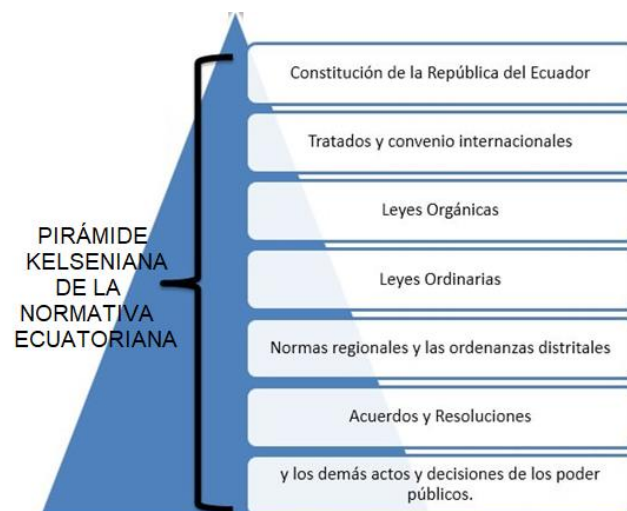 PIRÁMIDE
KELSENIANA
DE LA
NORMATIVA
ECUATORIANA
Constitución de la República del Ecuador
Tratados y convenio internacionales
Leyes Orgánicas
Leyes Ordinarias
Normas regionales y las ordenanzas distritales
Acuerdos y Resoluciones
y los demás actos y decisiones de los poder
públicos.